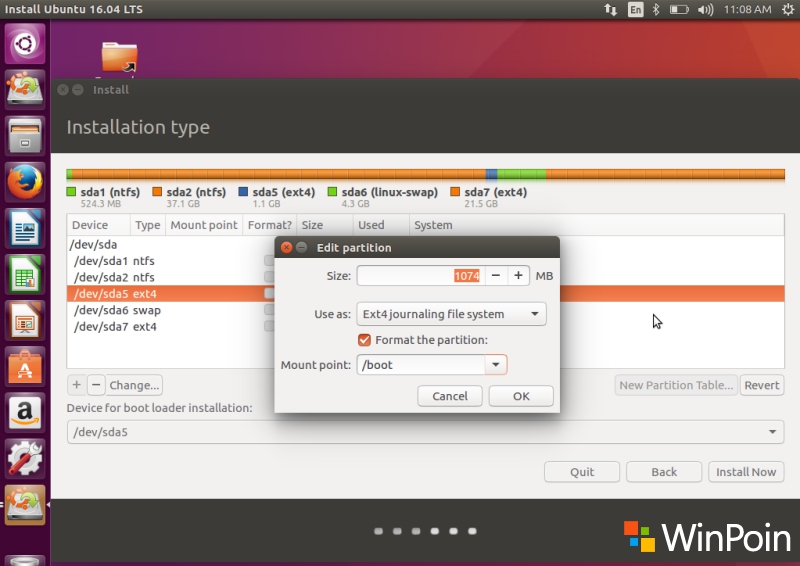 Install Ubuntu 16.04 LTS
En
11:08 AM
Install
Installation type
sda1 (ntfs) sda2 (ntfs) sda5 (ext4) sda6 (linux-swap) sda7 (ext4)
524.3 MB 37.1 GB 1.1 GB 4.3 GB 21.5 GB
Device Type Mount point Format? Size Used System
/dev/sda
/dev/sda1 ntfs
/dev/sda2 ntfs
/dev/sda5 ext4
/dev/sda6 swap
/dev/sda7 ext4
Edit partition
Size: 1074 − + MB
Use as: Ext4 journaling file system
Format the partition:
Mount point: /boot
Cancel OK
+ − Change... New Partition Table... Revert
Device for boot loader installation:
/dev/sda5
Quit Back Install Now
WinPoin